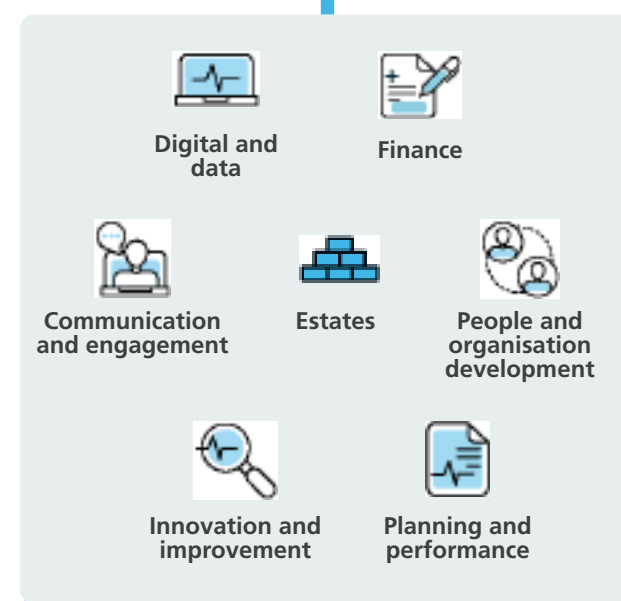 Digital and
data
Finance
Communication
and engagement
Estates
People and
organisation
development
Innovation and
improvement
Planning and
performance